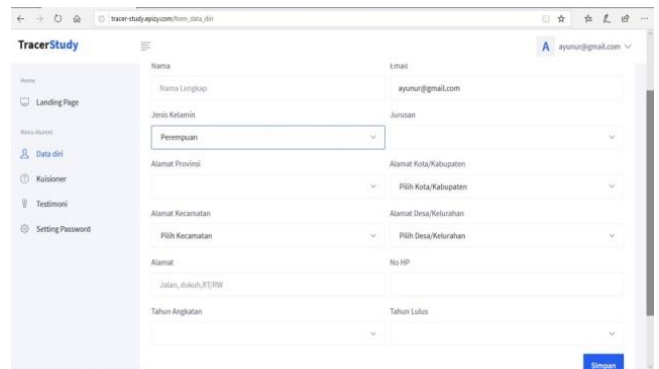 tracer-study.epizy.com/form_data_diri
TracerStudy
A ayunur@gmail.com
Home
Landing Page
Menu Alumni
Data diri
Kuisioner
Testimoni
Setting Password
Nama Email
Nama Lengkap ayunur@gmail.com
Jenis Kelamin Jurusan
Perempuan
Alamat Provinsi Alamat Kota/Kabupaten
Pilih Kota/Kabupaten
Alamat Kecamatan Alamat Desa/Kelurahan
Pilih Kecamatan Pilih Desa/Kelurahan
Alamat No HP
Jalan, dukuh,RT/RW
Tahun Angkatan Tahun Lulus
Simpan